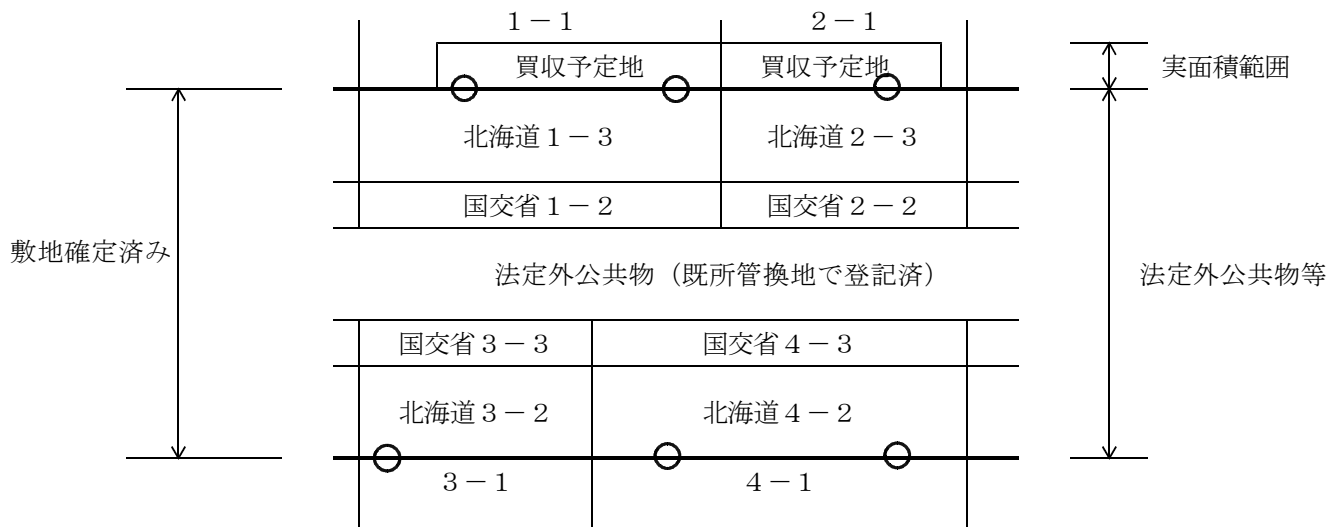 1－1
2－1
買収予定地
買収予定地
実面積範囲
北海道1－3
北海道2－3
国交省1－2
国交省2－2
敷地確定済み
法定外公共物（既所管換地で登記済）
法定外公共物等
国交省3－3
国交省4－3
北海道3－2
北海道4－2
3－1
4－1